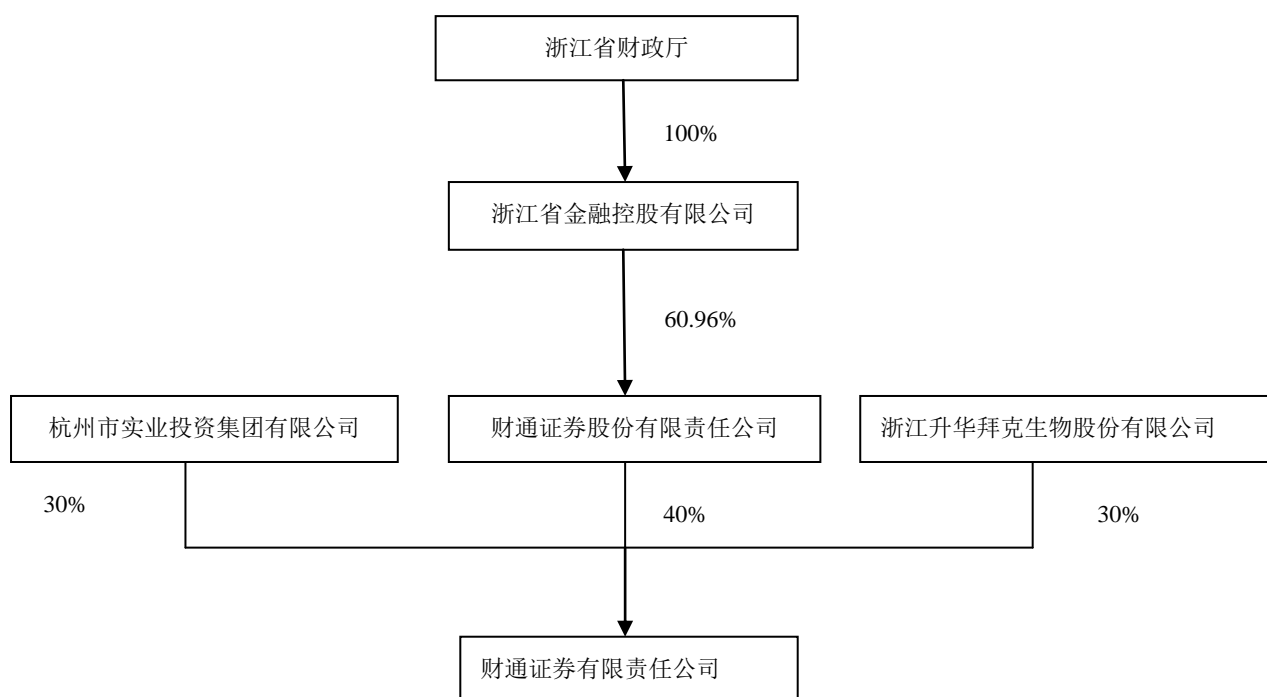 浙江省财政厅
100%
浙江省金融控股有限公司
60.96%
杭州市实业投资集团有限公司
财通证券股份有限责任公司
浙江升华拜克生物股份有限公司
30%
40%
30%
财通证券有限责任公司